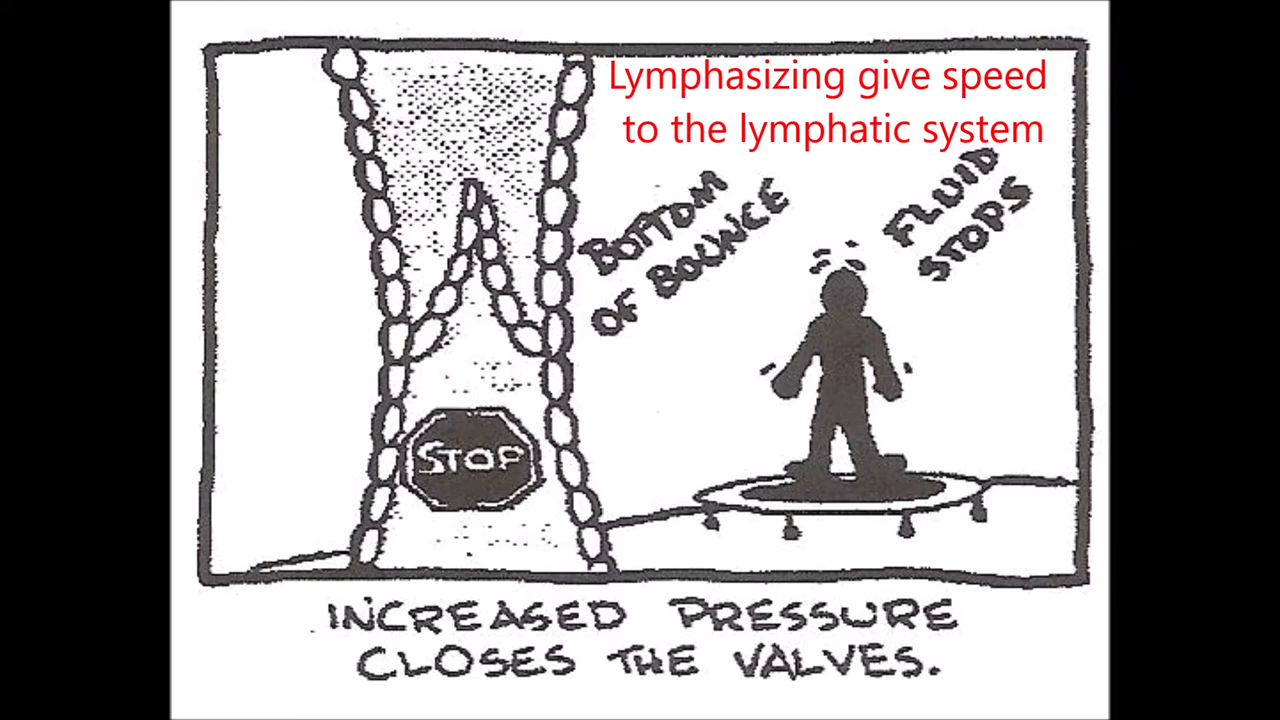 Lymphasizing give speed
to the lymphatic system
BOTTOM
OF BOUNCE
FLUID
STOPS
STOP
INCREASED PRESSURE
CLOSES THE VALVES.